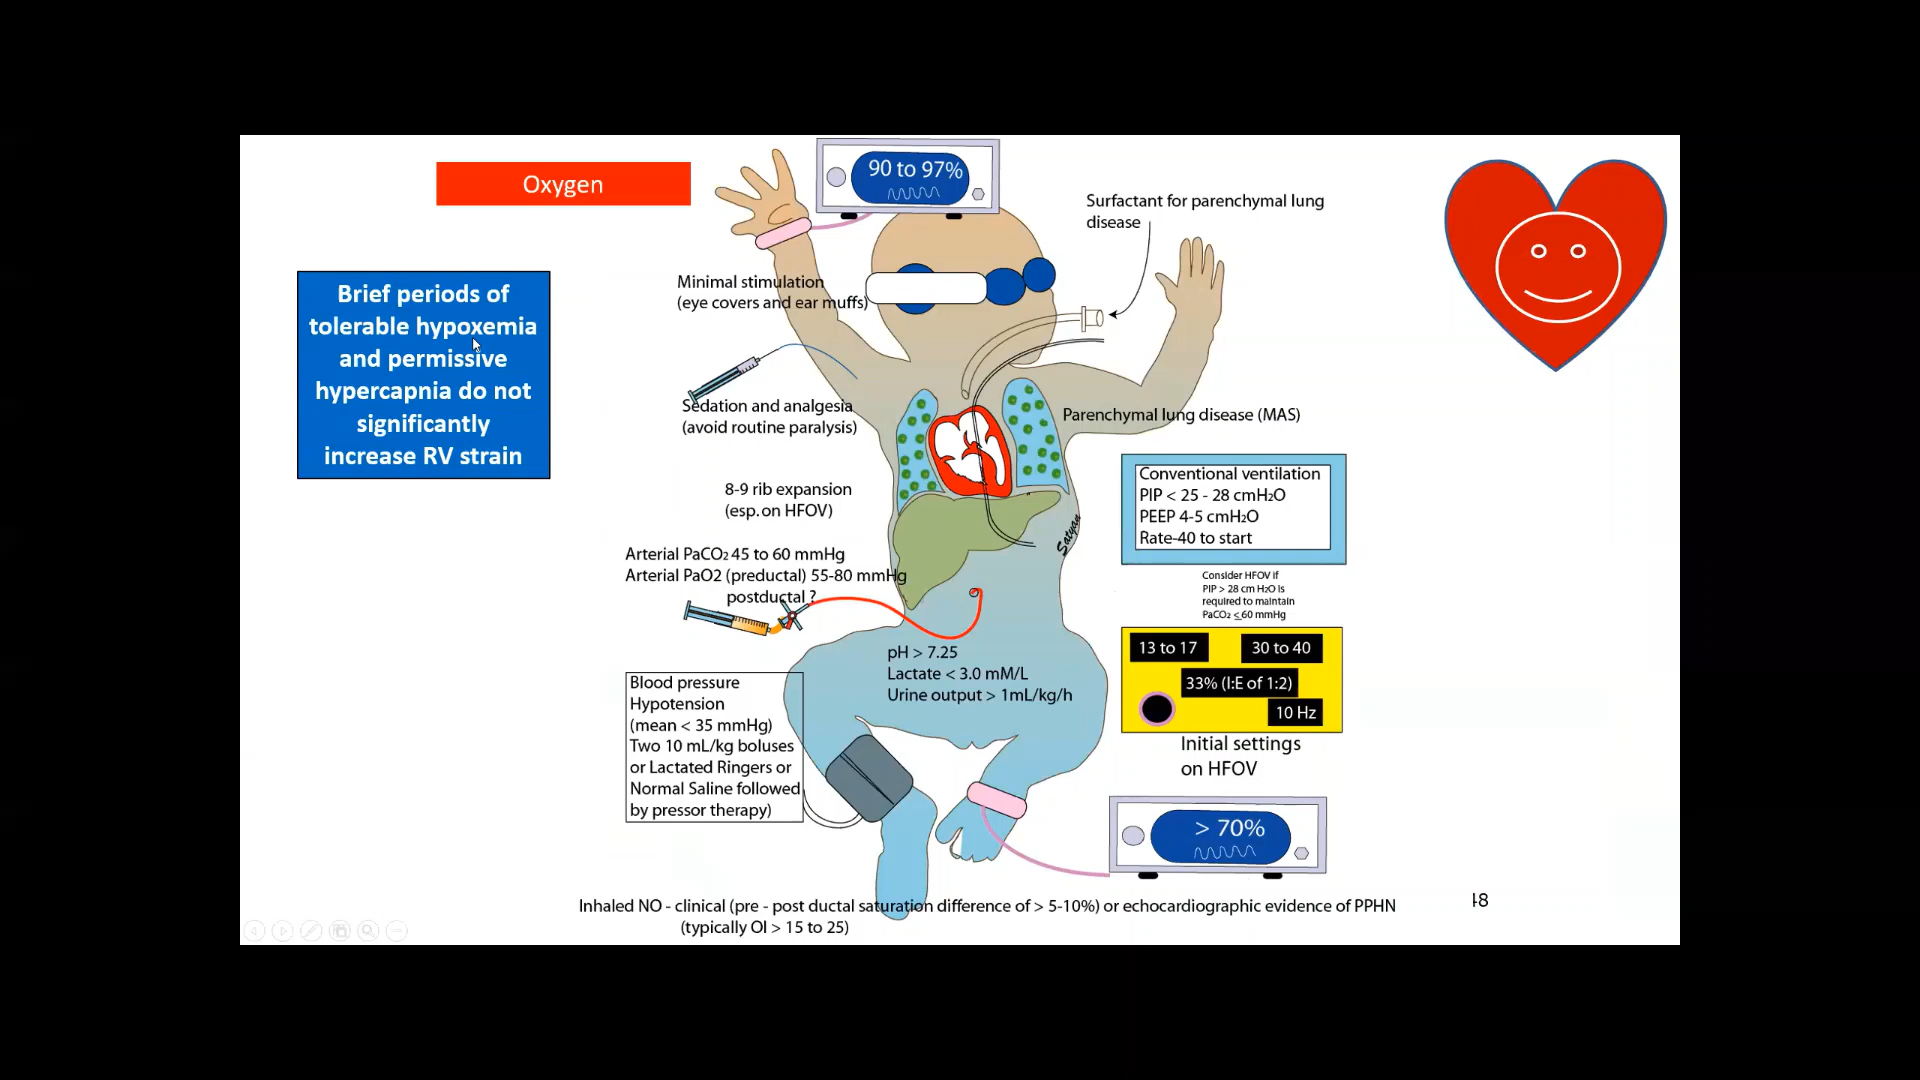 Oxygen
90 to 97%
Surfactant for parenchymal lung
disease
Brief periods of
tolerable hypoxemia
and permissive
hypercapnia do not
significantly
increase RV strain
Minimal stimulation
(eye covers and ear muffs)
Sedation and analgesia
(avoid routine paralysis)
Parenchymal lung disease (MAS)
8-9 rib expansion
(esp. on HFOV)
Conventional ventilation
PIP < 25 - 28 cmH2O
PEEP 4-5 cmH2O
Rate-40 to start
Satyan
Arterial PaCO2 45 to 60 mmHg
Arterial PaO2 (preductal) 55-80 mmHg
postductal ?
Consider HFOV if
PIP > 28 cm H2O is
required to maintain
PaCO2 ≤ 60 mmHg
13 to 17
30 to 40
33% (I:E of 1:2)
10 Hz
Initial settings
on HFOV
pH > 7.25
Lactate < 3.0 mM/L
Urine output > 1mL/kg/h
Blood pressure
Hypotension
(mean < 35 mmHg)
Two 10 mL/kg boluses
or Lactated Ringers or
Normal Saline followed
by pressor therapy)
> 70%
Inhaled NO - clinical (pre - post ductal saturation difference of > 5-10%) or echocardiographic evidence of PPHN
(typically OI > 15 to 25)